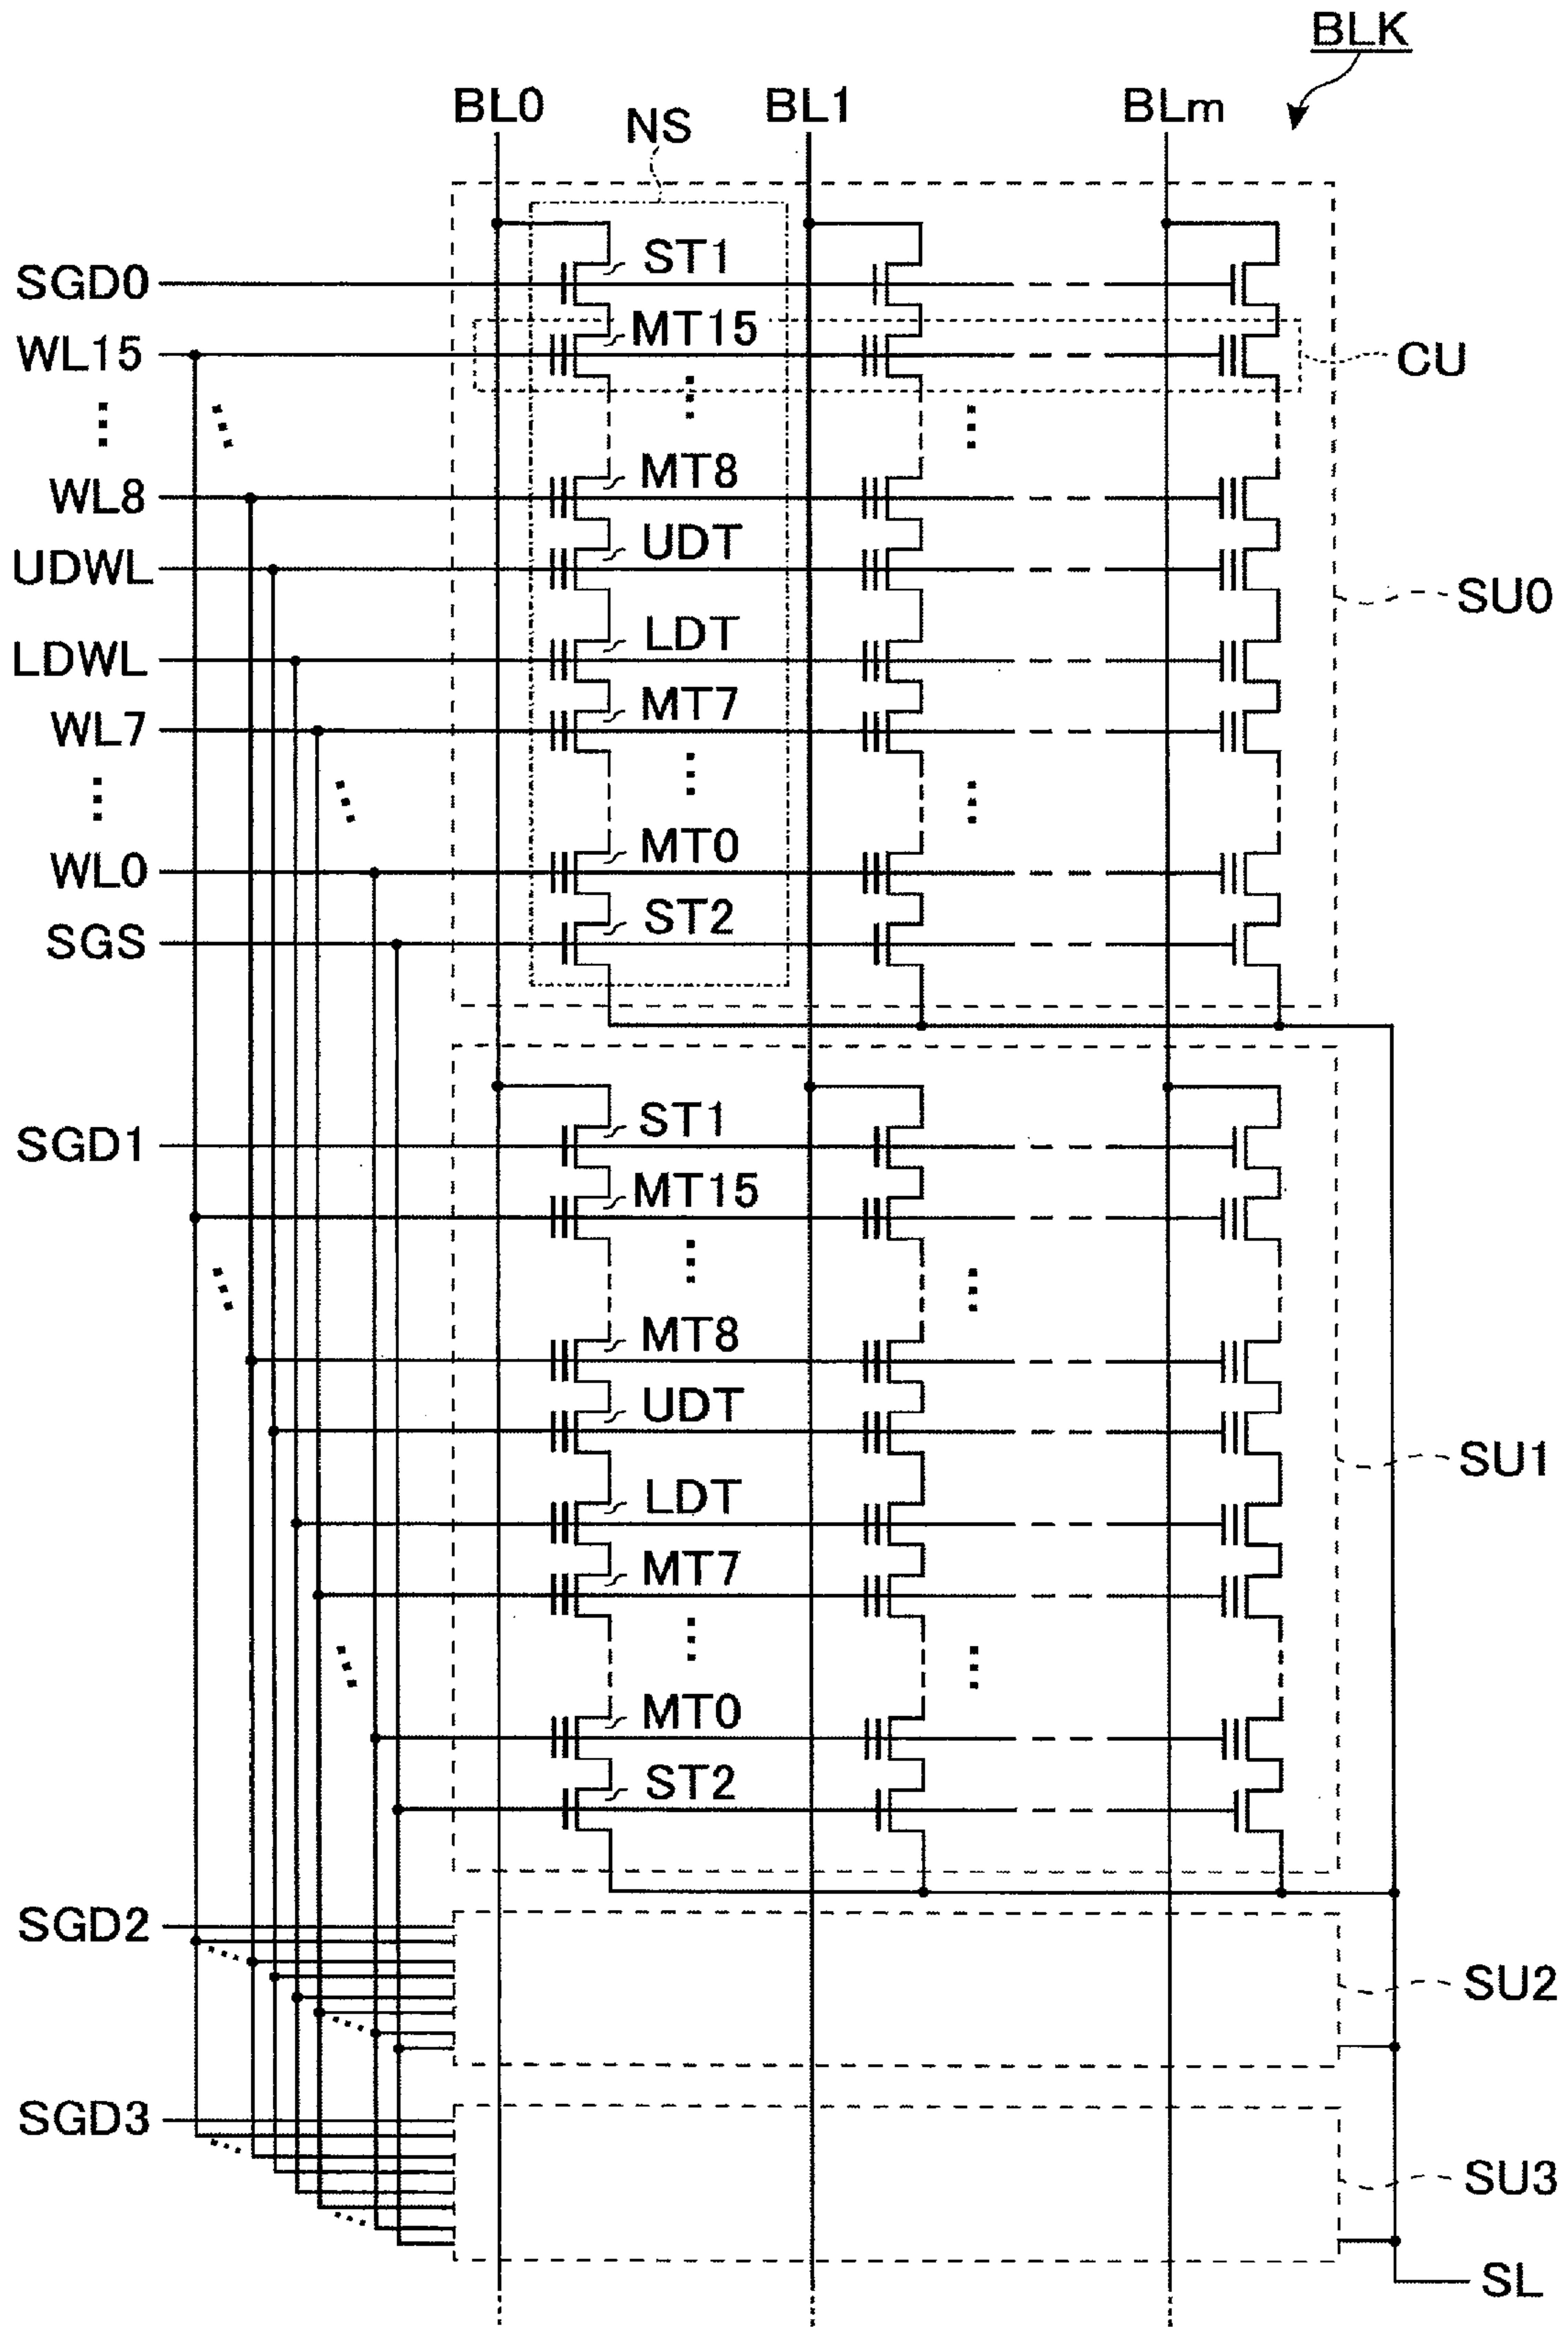 BLK
BL0 NS BL1 BLm
SGD0 ST1
WL15 MT15 CU
WL8 MT8
UDWL UDT SU0
LDWL LDT
WL7 MT7
WL0 MT0
SGS ST2
SGD1 ST1
MT15
MT8
UDT
LDT SU1
MT7
MT0
ST2
SGD2
SU2
SGD3
SU3
SL